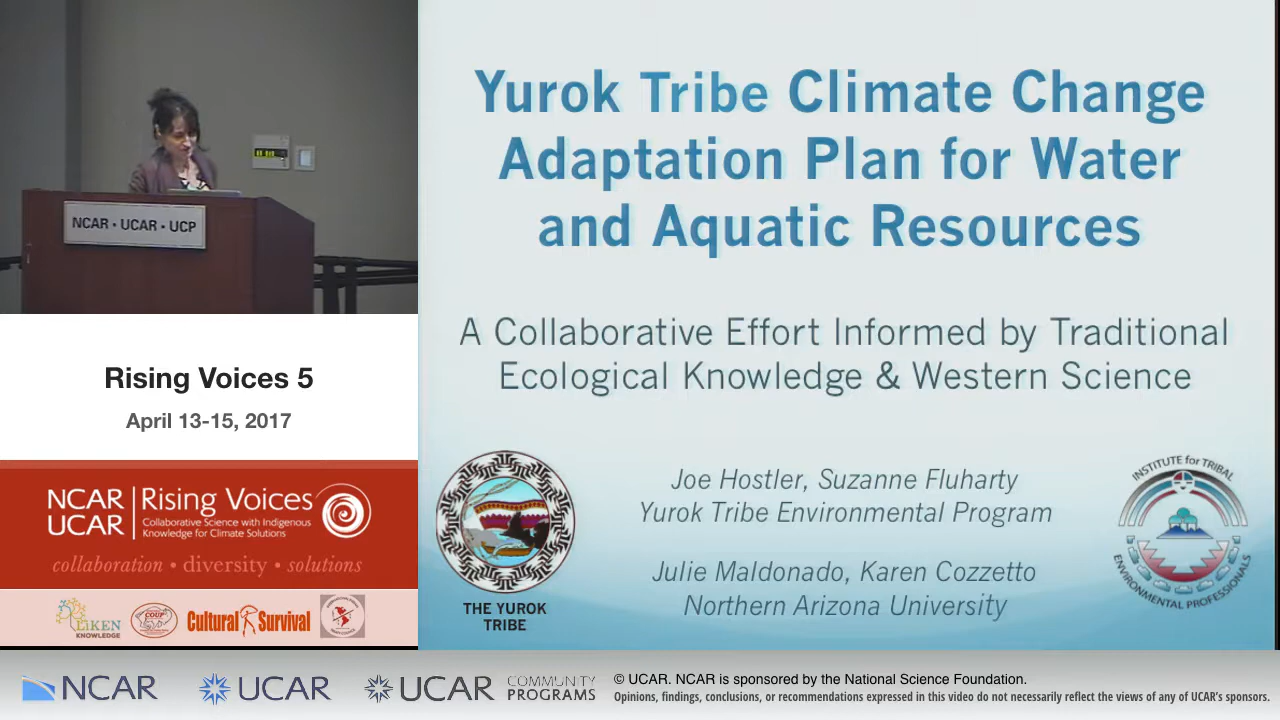 NCAR • UCAR • UCP
Rising Voices 5
April 13-15, 2017
NCAR
UCAR
Rising Voices
Collaborative Science with Indigenous
Knowledge for Climate Solutions
collaboration • diversity • solutions
LIKEN
KNOWLEDGE
Cultural Survival
Yurok Tribe Climate Change
Adaptation Plan for Water
and Aquatic Resources
A Collaborative Effort Informed by Traditional
Ecological Knowledge & Western Science
Joe Hostler, Suzanne Fluharty
Yurok Tribe Environmental Program
Julie Maldonado, Karen Cozzetto
Northern Arizona University
THE YUROK
TRIBE
INSTITUTE for TRIBAL
ENVIRONMENTAL PROFESSIONALS
NCAR
UCAR
UCAR
COMMUNITY
PROGRAMS
© UCAR. NCAR is sponsored by the National Science Foundation.
Opinions, findings, conclusions, or recommendations expressed in this video do not necessarily reflect the views of any of UCAR's sponsors.